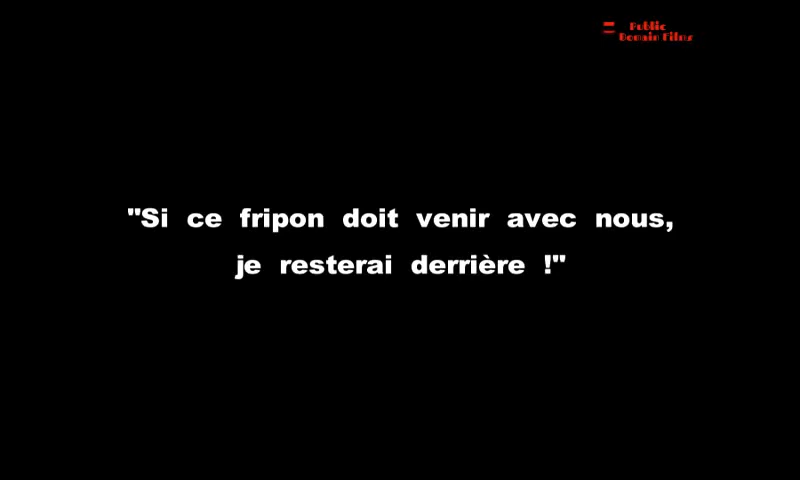 Public
Domain Films
"Si ce fripon doit venir avec nous,
je resterai derrière !"